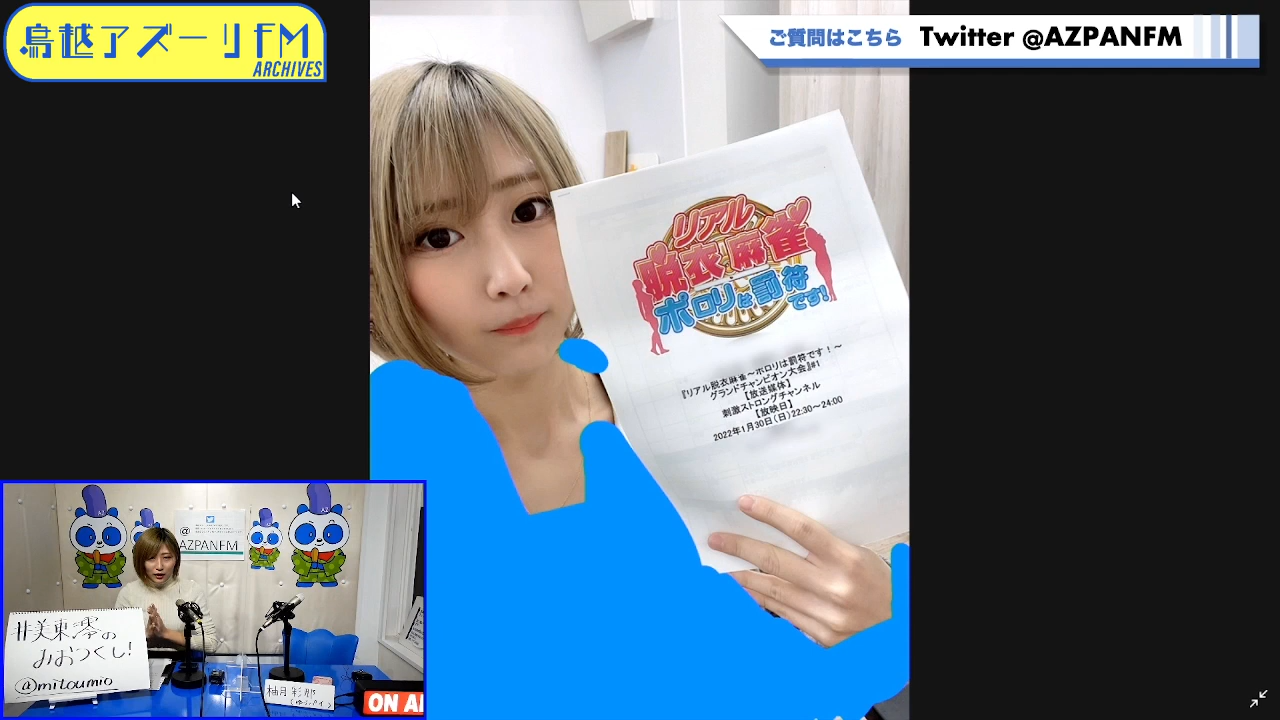 鳥越アズーリFM
ARCHIVES
ご質問はこちら Twitter @AZPANFM
リアル
脱衣麻雀
ポロリは罰符
です!
『リアル脱衣麻雀~ポロリは罰符です!~
グランドチャンピオン大会』#1
【放送媒体】
刺激ストロングチャンネル
【放映日】
2022年1月30日(日)22:30~24:00
@
AZPANFM
#美東澪の
みおつくし!
@mitoumio
柚月彩那
ON AI